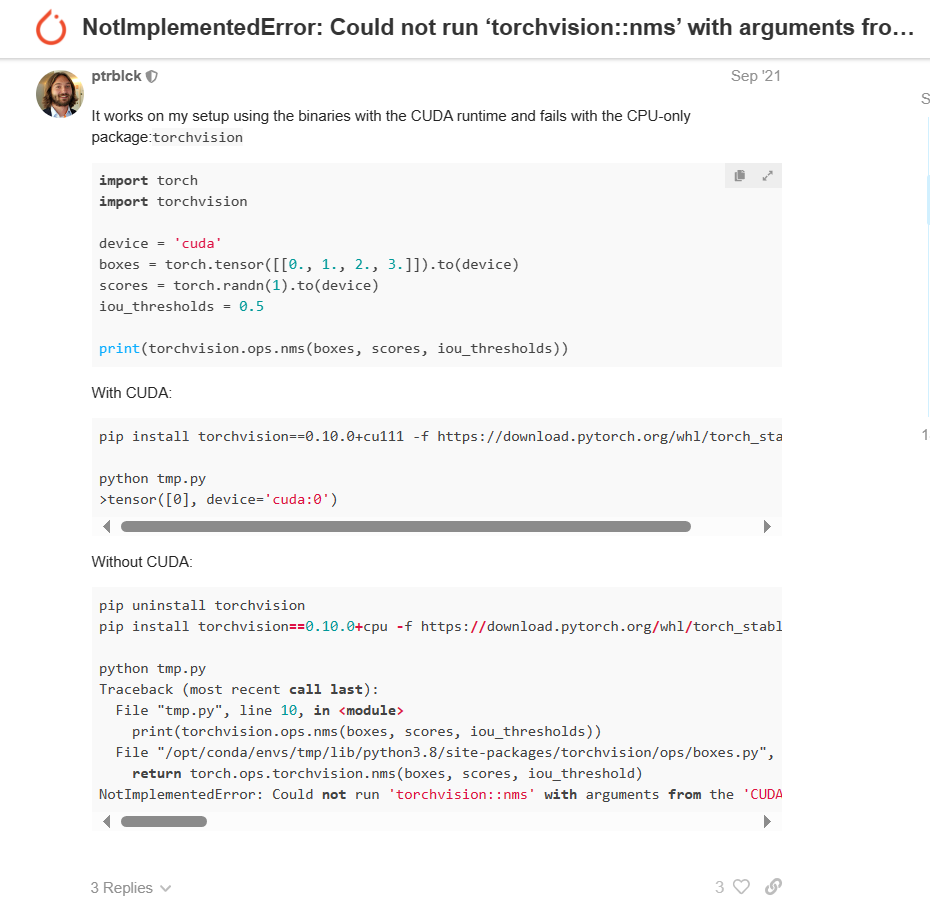 NotImplementedError: Could not run ‘torchvision::nms’ with arguments fro…
ptrblck
Sep '21
It works on my setup using the binaries with the CUDA runtime and fails with the CPU-only
package:torchvision
import torch
import torchvision
device = 'cuda'
boxes = torch.tensor([[0., 1., 2., 3.]]).to(device)
scores = torch.randn(1).to(device)
iou_thresholds = 0.5
print(torchvision.ops.nms(boxes, scores, iou_thresholds))
With CUDA:
pip install torchvision==0.10.0+cu111 -f https://download.pytorch.org/whl/torch_sta
python tmp.py
>tensor([0], device='cuda:0')
Without CUDA:
pip uninstall torchvision
pip install torchvision==0.10.0+cpu -f https://download.pytorch.org/whl/torch_stabl
python tmp.py
Traceback (most recent call last):
File "tmp.py", line 10, in <module>
print(torchvision.ops.nms(boxes, scores, iou_thresholds))
File "/opt/conda/envs/tmp/lib/python3.8/site-packages/torchvision/ops/boxes.py",
return torch.ops.torchvision.nms(boxes, scores, iou_threshold)
NotImplementedError: Could not run 'torchvision::nms' with arguments from the 'CUDA
3 Replies
3